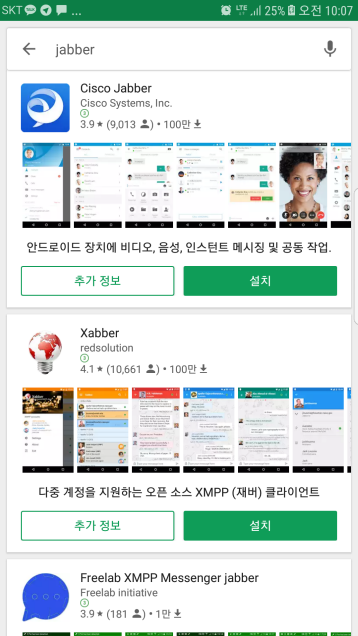 SKT ... LTE 25% 오전 10:07
jabber
Cisco Jabber
Cisco Systems, Inc.
3
3.9★ (9,013) • 100만
안드로이드 장치에 비디오, 음성, 인스턴트 메시징 및 공동 작업.
추가 정보 설치
Xabber
redsolution
3
4.1★ (10,661) • 100만
다중 계정을 지원하는 오픈 소스 XMPP (재버) 클라이언트
추가 정보 설치
Freelab XMPP Messenger jabber
Freelab initiative
3
3.9★ (181) • 1만